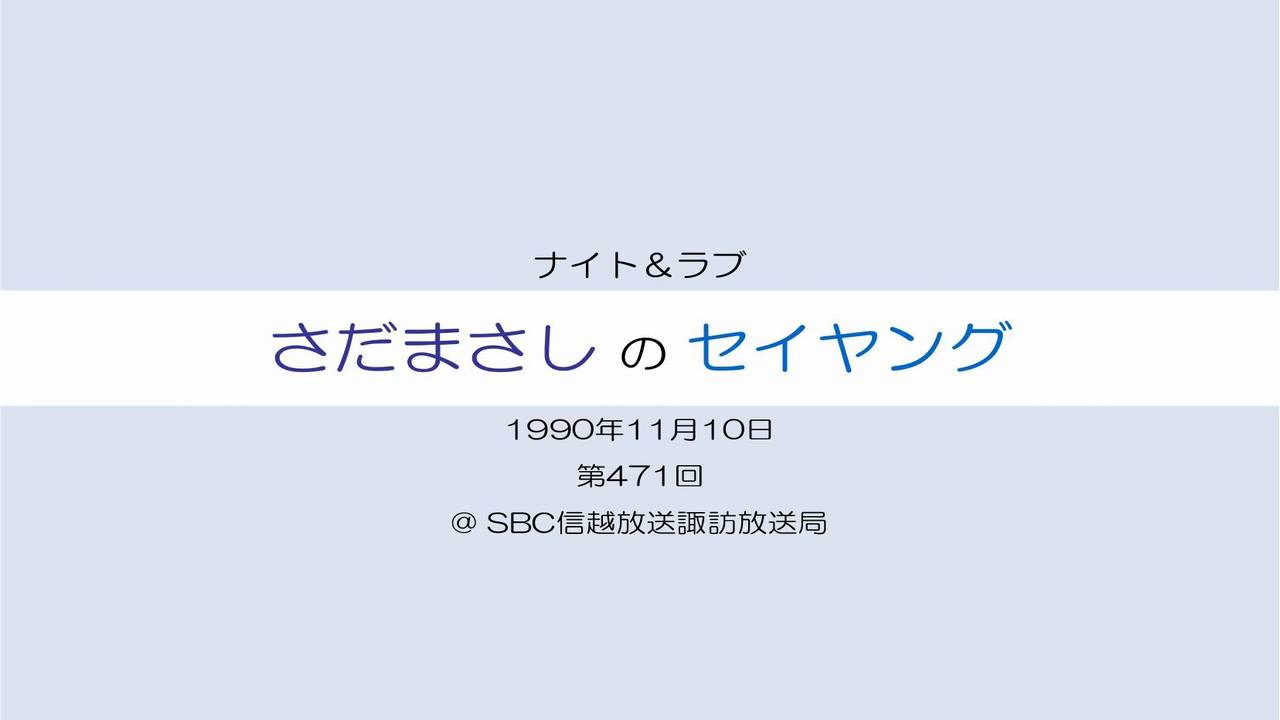 ナイト＆ラブ
さだまさし の セイヤング
1990年11月10日
第471回
@ SBC信越放送諏訪放送局